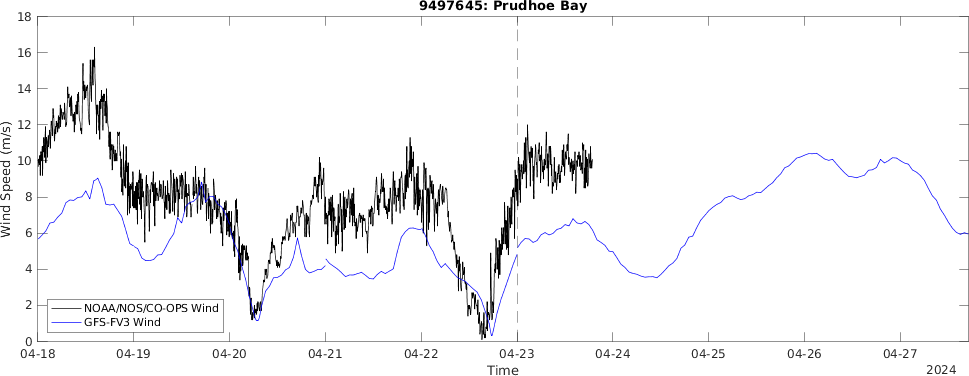 9497645: Prudhoe Bay
18
16
14
12
10
8
6
4
2
0
Wind Speed (m/s)
NOAA/NOS/CO-OPS Wind
GFS-FV3 Wind
04-18 04-19 04-20 04-21 04-22 04-23 04-24 04-25 04-26 04-27
Time
2024